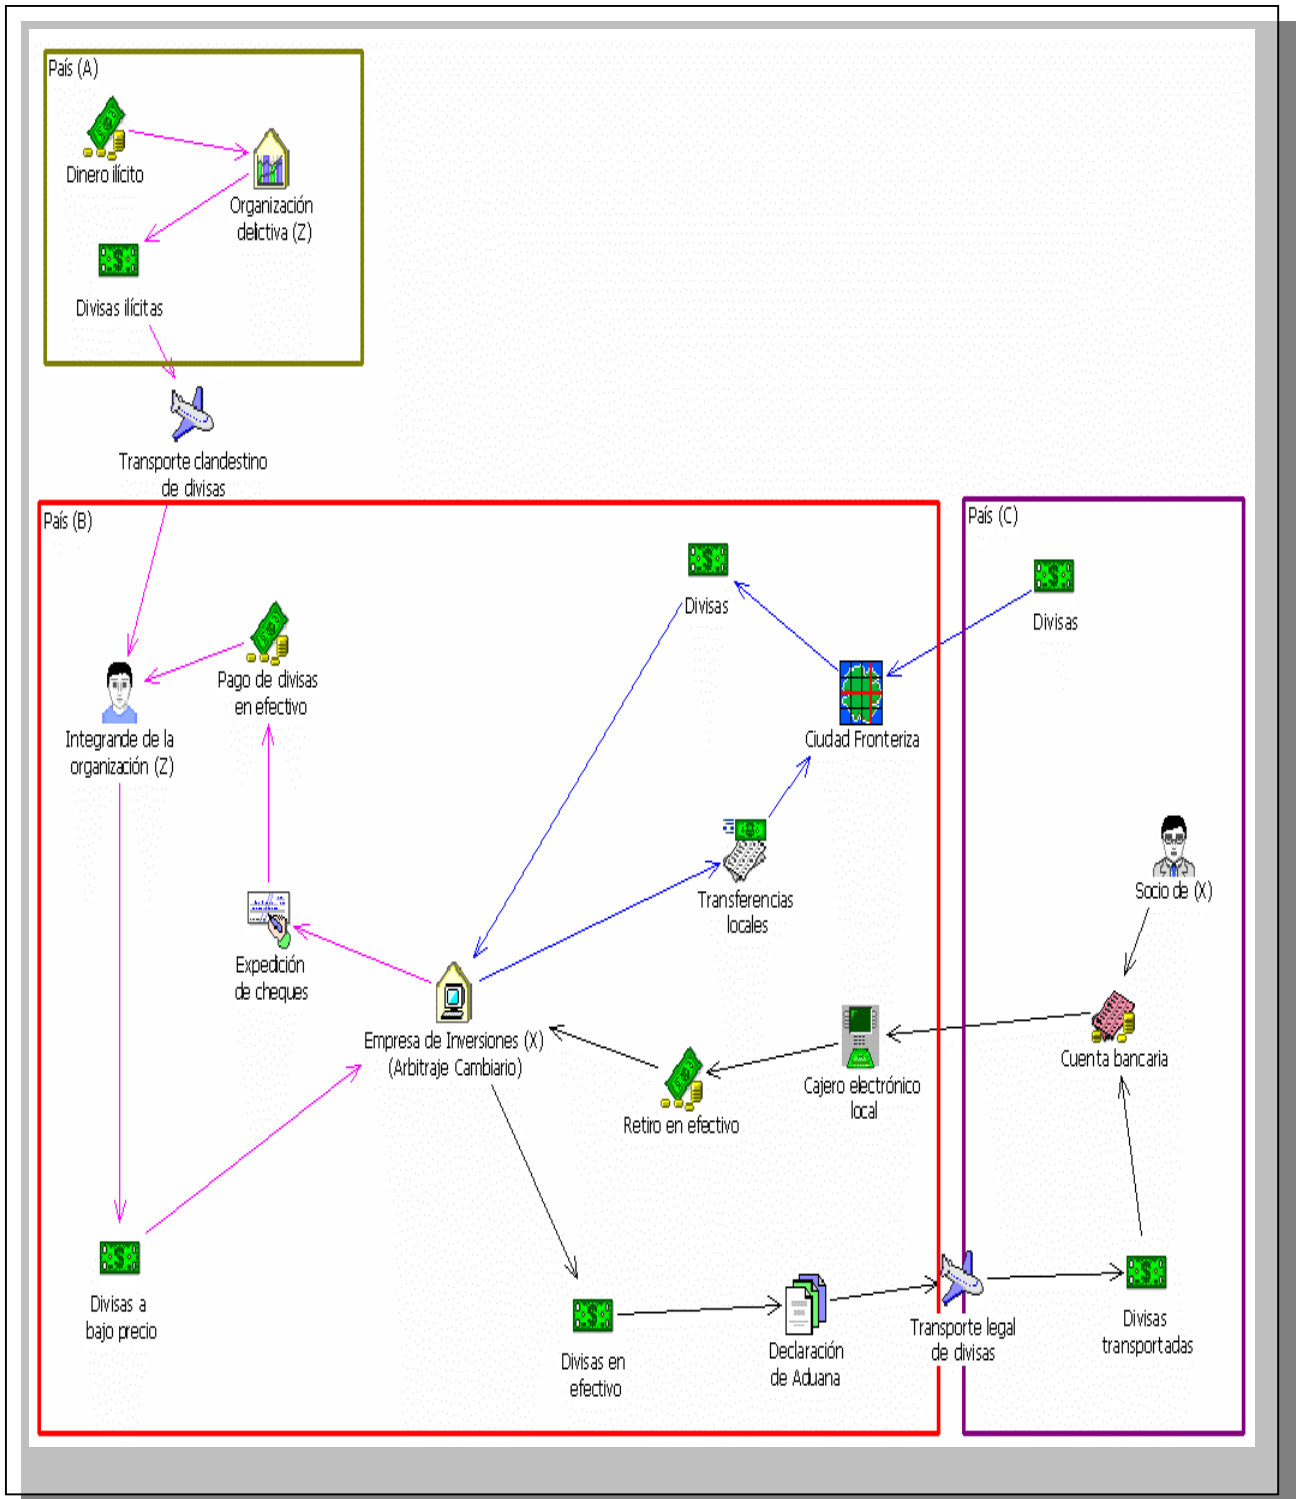 País (A)
Dinero ilícito
Organización
delictiva (Z)
Divisas ilícitas
Transporte clandestino
de divisas
País (B)
País (C)
Divisas
Divisas
Pago de divisas
en efectivo
Integrande de la
organización (Z)
Ciudad Fronteriza
Transferencias
locales
Socio de (X)
Expedición
de cheques
Empresa de Inversiones (X)
(Arbitraje Cambiario)
Cuenta bancaria
Cajero electrónico
local
Retiro en efectivo
Divisas a
bajo precio
Divisas en
efectivo
Declaración
de Aduana
Transporte legal
de divisas
Divisas
transportadas